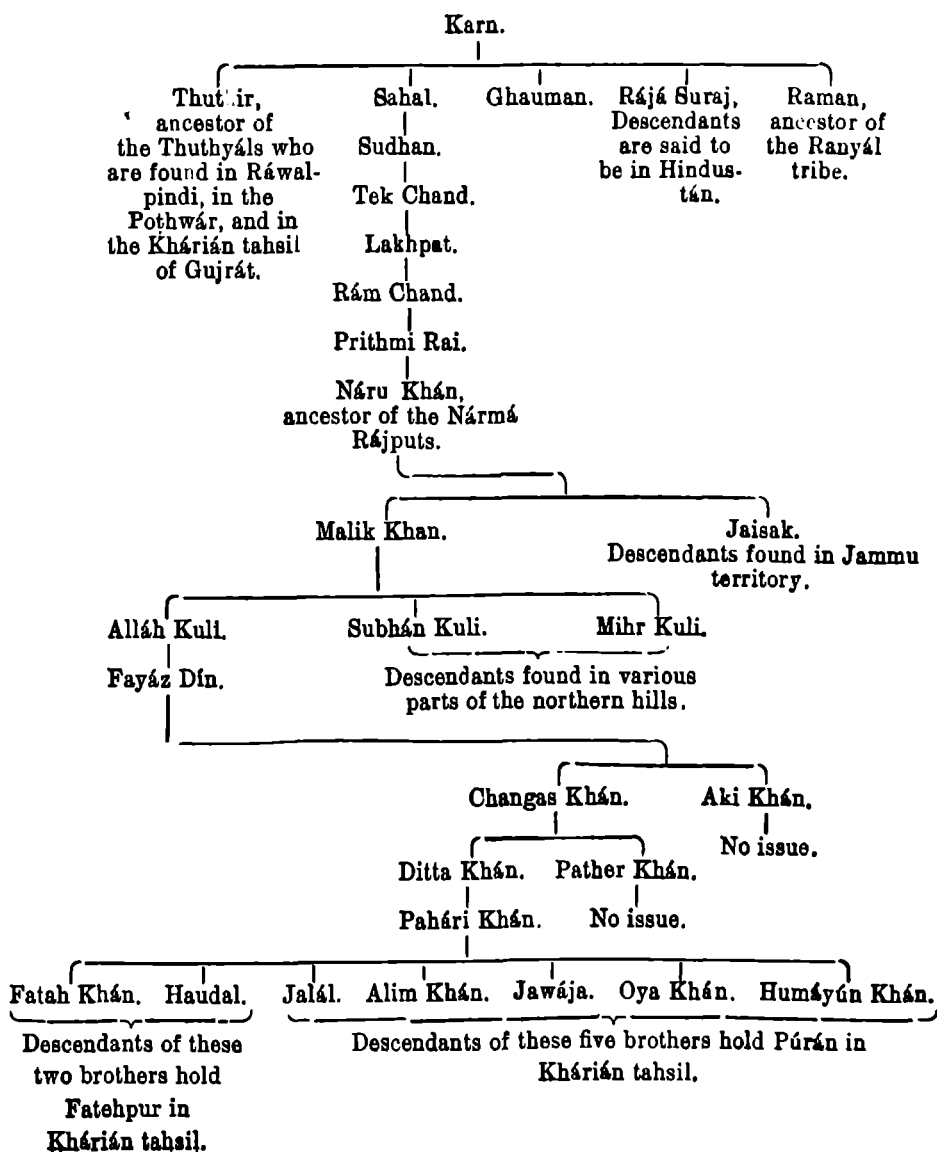 Karn.
Thuthir,
ancestor of
the Thuthyáls who
are found in Ráwal-
pindi, in the
Pothwár, and in
the Khárián tahsil
of Gujrát.
Sahal.
Sudhan.
Tek Chand.
Lakhpat.
Rám Chand.
Prithmi Rai.
Náru Khán,
ancestor of the Nármá
Rájputs.
Ghauman.
Rájá Suraj,
Descendants
are said to
be in Hindus-
tán.
Raman,
ancestor of
the Ranyál
tribe.
Malik Khan.
Jaisak.
Descendants found in Jammu
territory.
Alláh Kuli.
Subhán Kuli.
Mihr Kuli.
Fayáz Dín.
Descendants found in various
parts of the northern hills.
Changas Khán.
Aki Khán.
No issue.
Ditta Khán.
Pather Khán.
Pahári Khán.
No issue.
Fatah Khán. Haudal. Jalál. Alim Khán. Jawája. Oya Khán. Humáyún Khán.
Descendants of these
two brothers hold
Fatehpur in
Khárián tahsil.
Descendants of these five brothers hold Púrán in
Khárián tahsil.